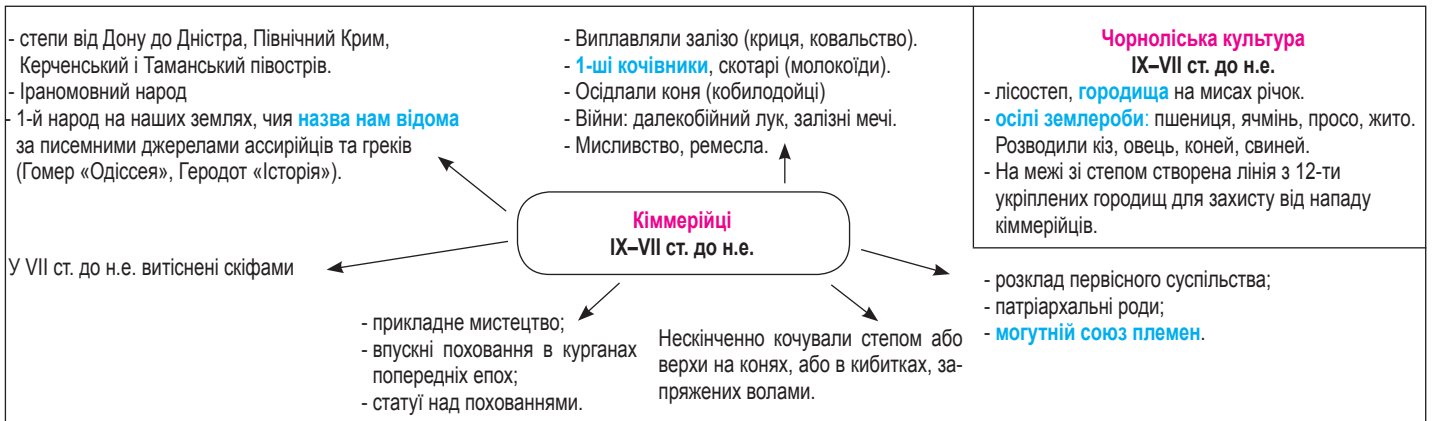 - степи від Дону до Дністра, Північний Крим,
Керченський і Таманський півострів.
- Іраномовний народ
- 1-й народ на наших землях, чия назва нам відома
за писемними джерелами ассирійців та греків
(Гомер «Одіссея», Геродот «Історія»).
- Виплавляли залізо (криця, ковальство).
- 1-ші кочівники, скотарі (молокоїди).
- Осідлали коня (кобилодойці)
- Війни: далекобійний лук, залізні мечі.
- Мисливство, ремесла.
Чорноліська культура
IX–VII ст. до н.е.
- лісостеп, городища на мисах річок.
- осілі землероби: пшениця, ячмінь, просо, жито.
Розводили кіз, овець, коней, свиней.
- На межі зі степом створена лінія з 12-ти
укріплених городищ для захисту від нападу
кіммерійців.
Кіммерійці
IX–VII ст. до н.е.
У VII ст. до н.е. витіснені скіфами
- прикладне мистецтво;
- впускні поховання в курганах
попередніх епох;
- статуї над похованнями.
Нескінченно кочували степом або
верхи на конях, або в кибитках, за-
пряжених волами.
- розклад первісного суспільства;
- патріархальні роди;
- могутній союз племен.